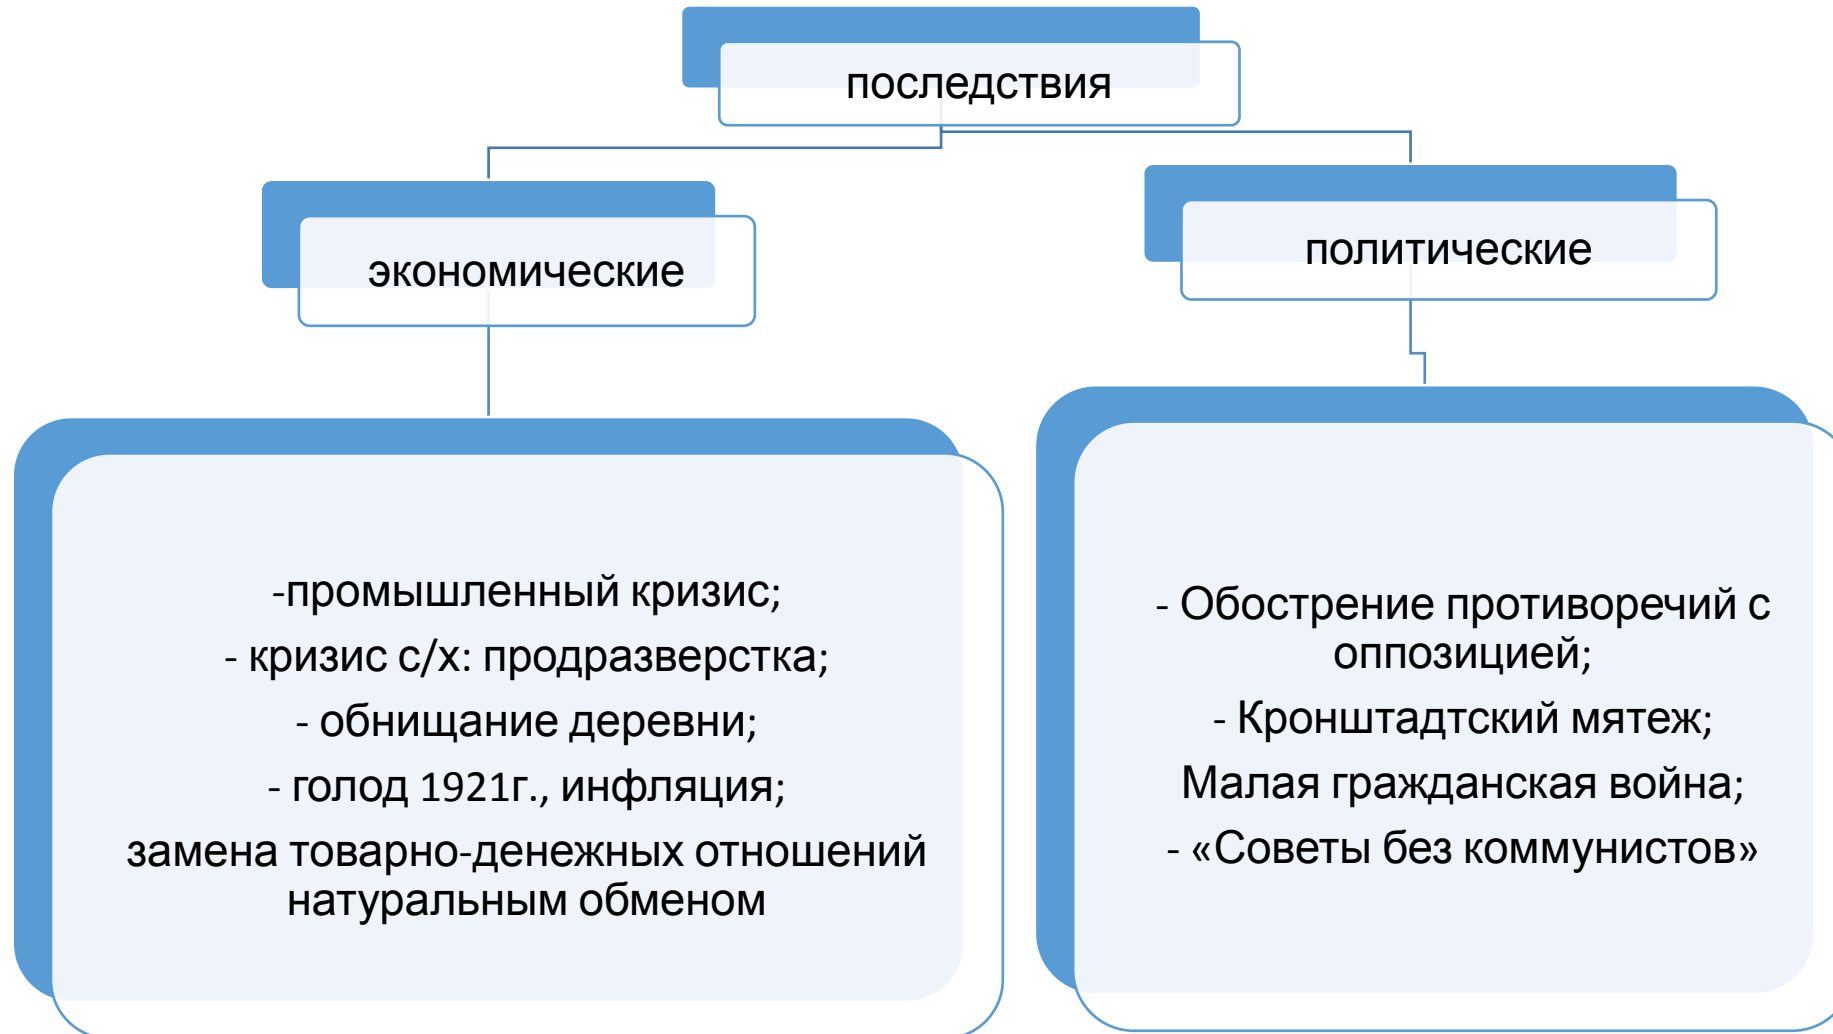 последствия
экономические
политические
-промышленный кризис;
- кризис с/х: продразверстка;
- обнищание деревни;
- голод 1921г., инфляция;
замена товарно-денежных отношений
натуральным обменом
- Обострение противоречий с
оппозицией;
- Кронштадтский мятеж;
Малая гражданская война;
- «Советы без коммунистов»